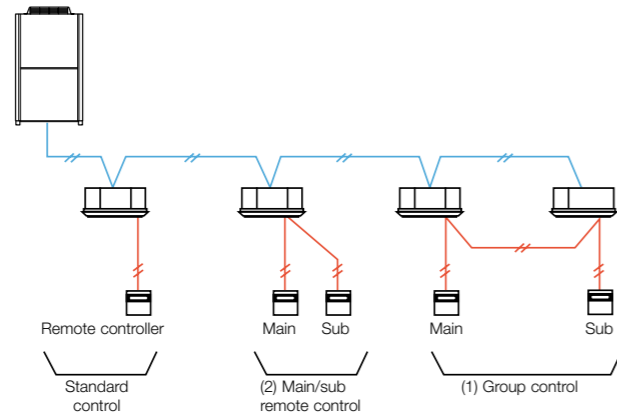 Remote controller
Main
Sub
Main
Sub
Standard
control
(2) Main/sub
remote control
(1) Group control